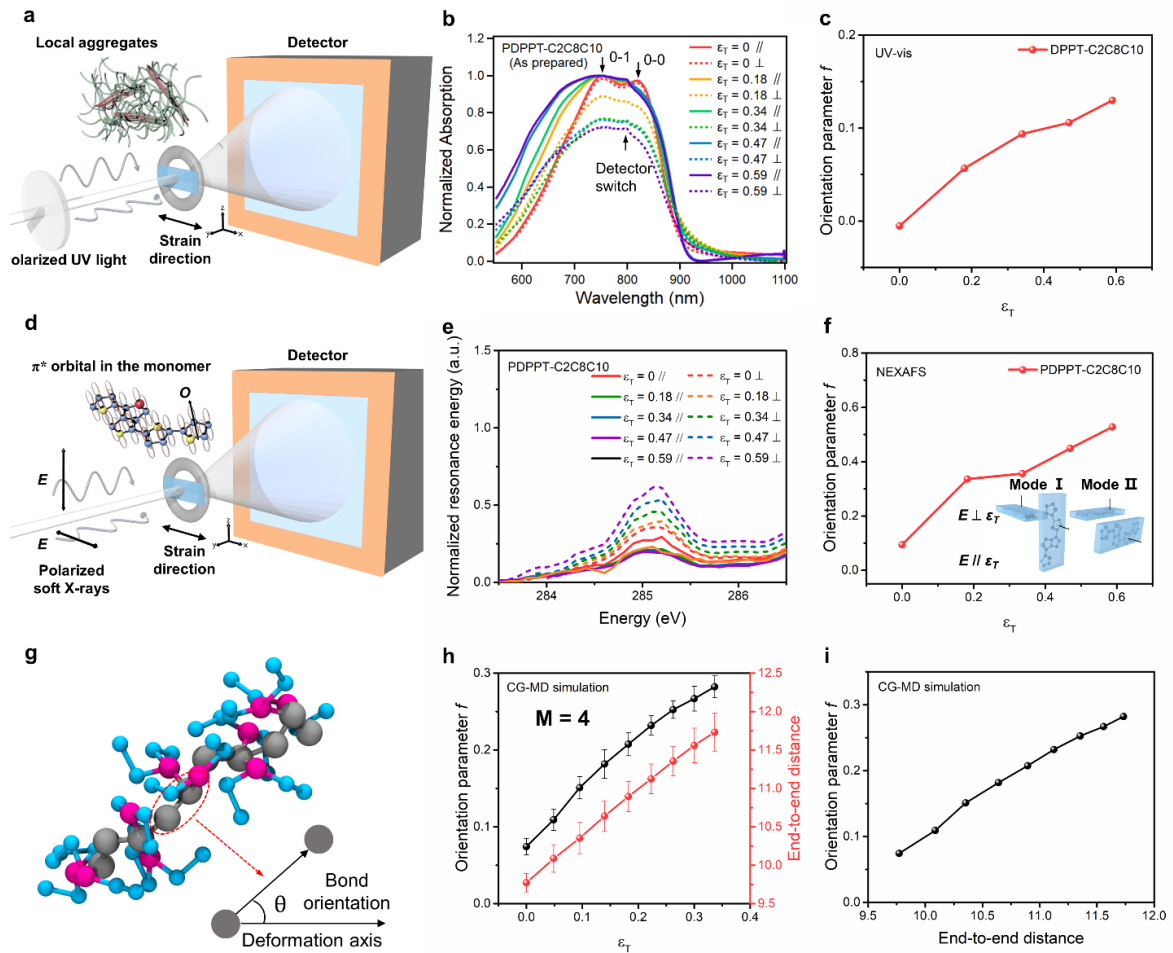 a
Local aggregates
Detector
Strain
direction
olarized UV light
z
y
x
b
PDPPT-C2C8C10
(As prepared)
0-1
0-0
εT = 0 //
εT = 0 ⊥
εT = 0.18 //
εT = 0.18 ⊥
εT = 0.34 //
εT = 0.34 ⊥
εT = 0.47 //
εT = 0.47 ⊥
εT = 0.59 //
εT = 0.59 ⊥
Detector
switch
Normalized Absorption
1.4
1.2
1.0
0.8
0.6
0.4
0.2
0.0
600 700 800 900 1000 1100
Wavelength (nm)
c
UV-vis
DPPT-C2C8C10
Orientation parameter f
0.2
0.1
0.0
0.0 0.2 0.4 0.6
εT
d
π* orbital in the monomer
Detector
O
E
E
Strain
direction
Polarized
soft X-rays
z
y
x
e
PDPPT-C2C8C10
εT = 0 //
εT = 0 ⊥
εT = 0.18 //
εT = 0.18 ⊥
εT = 0.34 //
εT = 0.34 ⊥
εT = 0.47 //
εT = 0.47 ⊥
εT = 0.59 //
εT = 0.59 ⊥
Normalized resonance energy (a.u.)
1.5
1.0
0.5
0.0
284 285 286
Energy (eV)
f
NEXAFS
PDPPT-C2C8C10
Mode I
Mode II
E ⊥ εT
E // εT
Orientation parameter f
0.8
0.6
0.4
0.2
0.0
0.0 0.2 0.4 0.6 0.8
εT
g
θ
Bond
orientation
Deformation axis
h
CG-MD simulation
M = 4
Orientation parameter f
0.3
0.2
0.1
0.0
0.0 0.1 0.2 0.3 0.4
εT
End-to-end distance
12.5
12.0
11.5
11.0
10.5
10.0
9.5
i
CG-MD simulation
Orientation parameter f
0.3
0.2
0.1
0.0
9.5 10.0 10.5 11.0 11.5 12.0
End-to-end distance